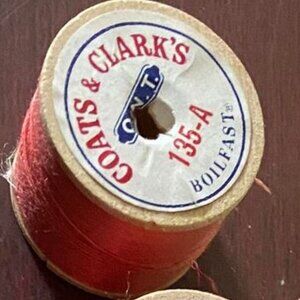 COATS & CLARK'S
O.N.T.
135-A
BOILFAST